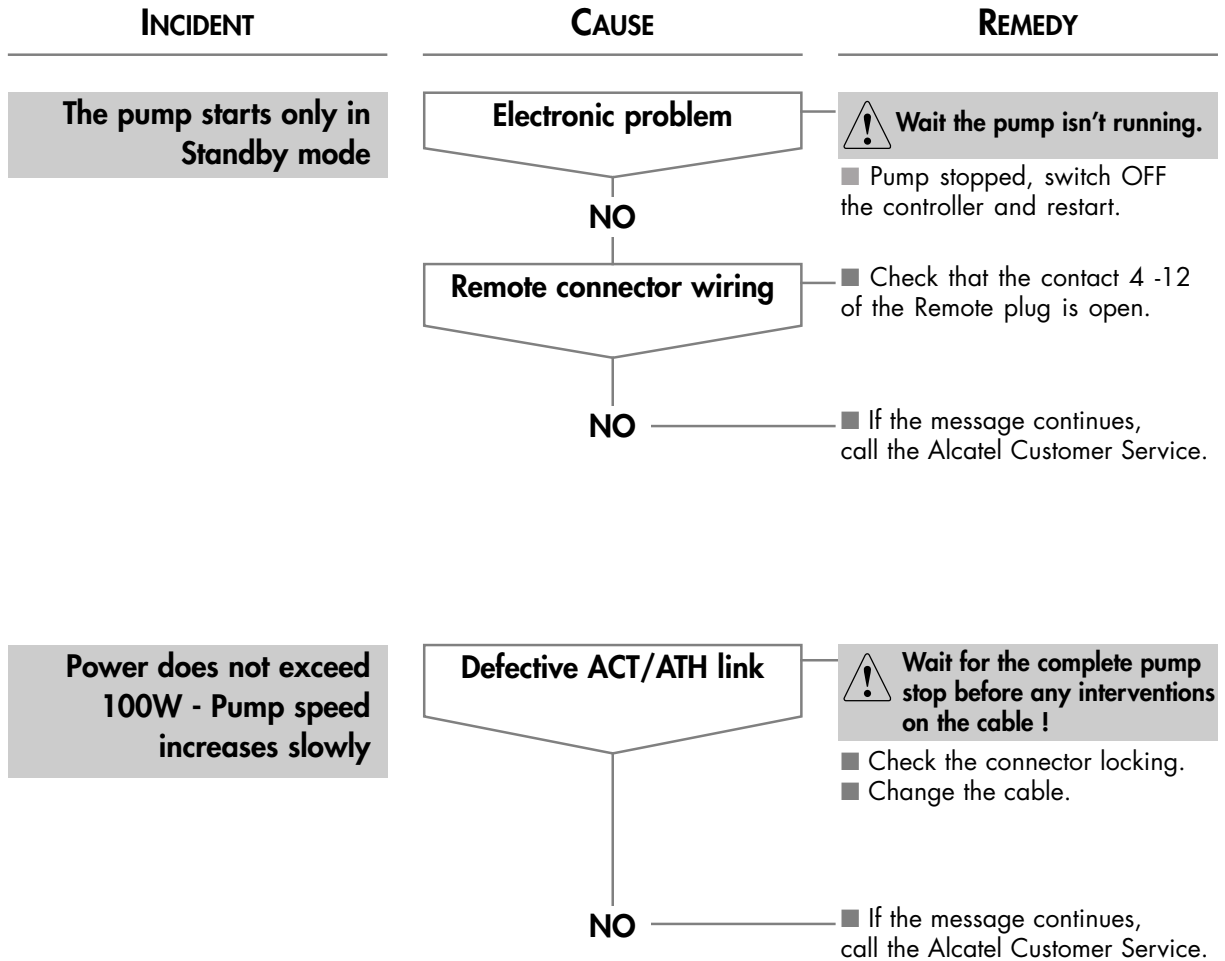 INCIDENT
CAUSE
REMEDY
The pump starts only in
Standby mode
Electronic problem
Wait the pump isn't running.
■ Pump stopped, switch OFF
the controller and restart.
NO
Remote connector wiring
■ Check that the contact 4 -12
of the Remote plug is open.
NO
■ If the message continues,
call the Alcatel Customer Service.
Power does not exceed
100W - Pump speed
increases slowly
Defective ACT/ATH link
Wait for the complete pump
stop before any interventions
on the cable !
■ Check the connector locking.
■ Change the cable.
NO
■ If the message continues,
call the Alcatel Customer Service.